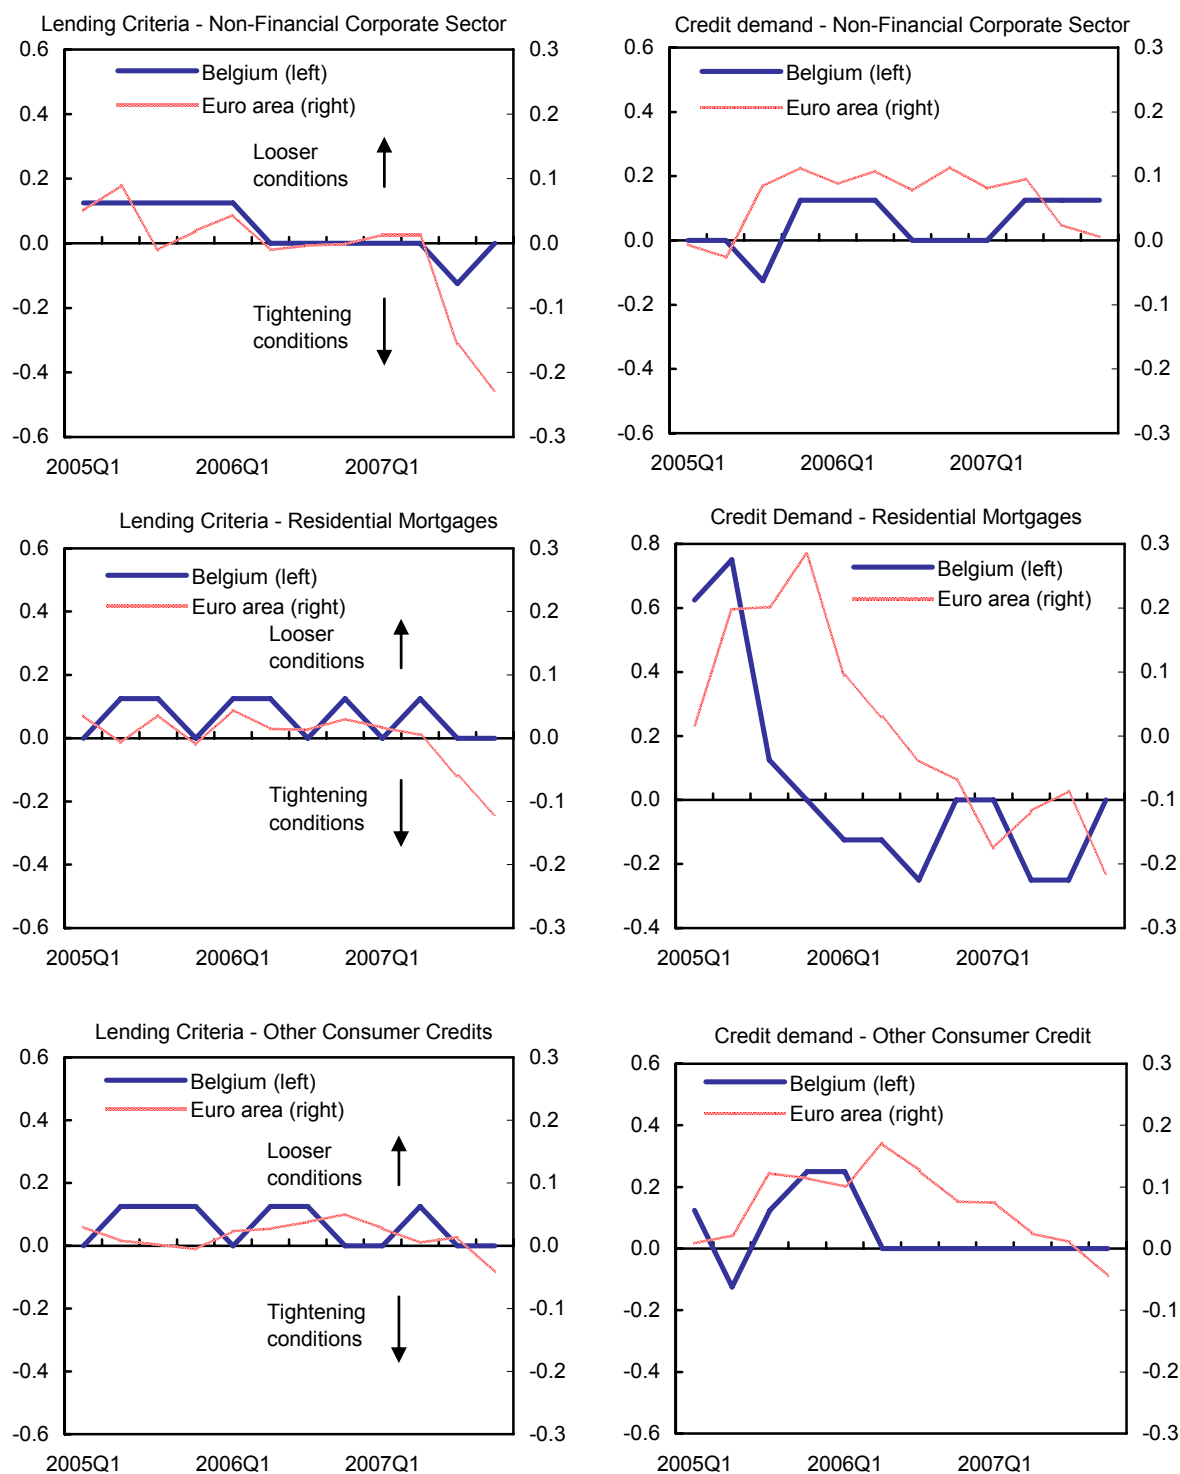 Lending Criteria - Non-Financial Corporate Sector
0.6
0.4
0.2
0.0
-0.2
-0.4
-0.6
0.3
0.2
0.1
0.0
-0.1
-0.2
-0.3
Belgium (left)
Euro area (right)
Looser
conditions
Tightening
conditions
2005Q1
2006Q1
2007Q1
Credit demand - Non-Financial Corporate Sector
0.6
0.4
0.2
0.0
-0.2
-0.4
-0.6
0.3
0.2
0.1
0.0
-0.1
-0.2
-0.3
Belgium (left)
Euro area (right)
2005Q1
2006Q1
2007Q1
Lending Criteria - Residential Mortgages
0.6
0.4
0.2
0.0
-0.2
-0.4
-0.6
0.3
0.2
0.1
0.0
-0.1
-0.2
-0.3
Belgium (left)
Euro area (right)
Looser
conditions
Tightening
conditions
2005Q1
2006Q1
2007Q1
Credit Demand - Residential Mortgages
0.8
0.6
0.4
0.2
0.0
-0.2
-0.4
0.3
0.2
0.1
0.0
-0.1
-0.2
-0.3
Belgium (left)
Euro area (right)
2005Q1
2006Q1
2007Q1
Lending Criteria - Other Consumer Credits
0.6
0.4
0.2
0.0
-0.2
-0.4
-0.6
0.3
0.2
0.1
0.0
-0.1
-0.2
-0.3
Belgium (left)
Euro area (right)
Looser
conditions
Tightening
conditions
2005Q1
2006Q1
2007Q1
Credit demand - Other Consumer Credit
0.6
0.4
0.2
0.0
-0.2
-0.4
-0.6
0.3
0.2
0.1
0.0
-0.1
-0.2
-0.3
Belgium (left)
Euro area (right)
2005Q1
2006Q1
2007Q1